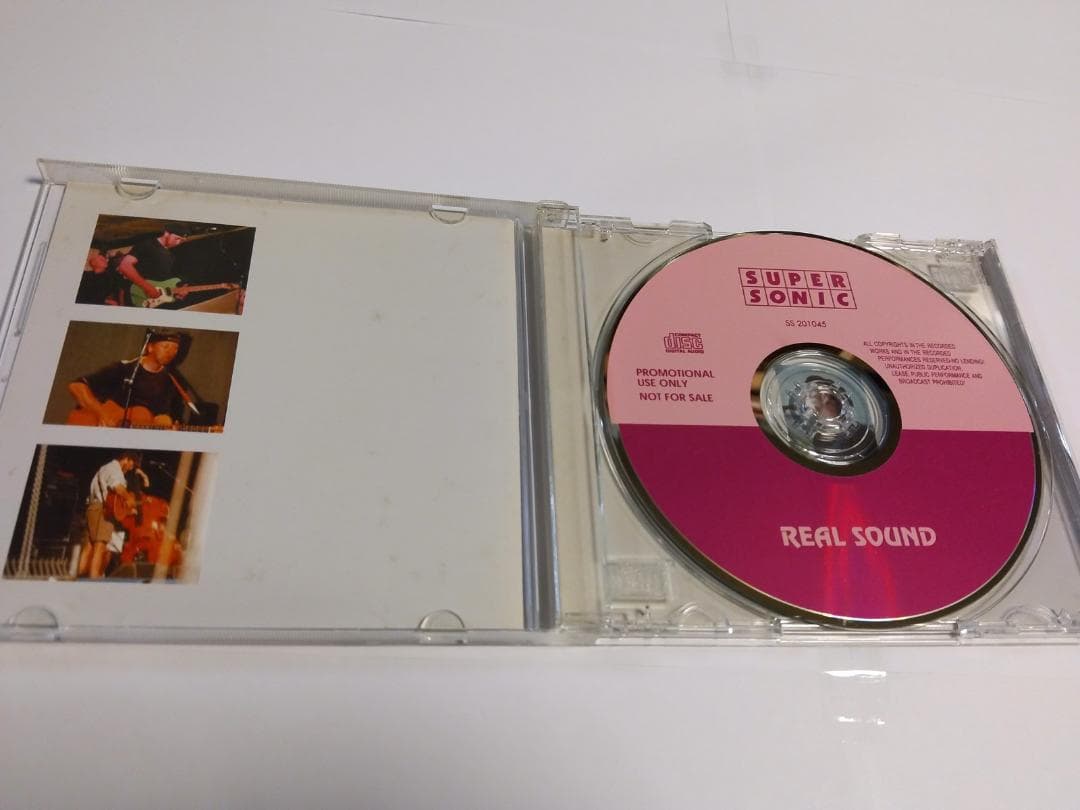 SUPER
SONIC
SS 201045
COMPACT
disc
DIGITAL AUDIO
PROMOTIONAL
USE ONLY
NOT FOR SALE
ALL COPYRIGHTS IN THE RECORDED
WORKS AND IN THE RECORDED
PERFORMANCES RESERVED·NO LENDING!
UNAUTHORIZED DUPLICATION,
LEASE, PUBLIC PERFORMANCE AND
BROADCAST PROHIBITED!
REAL SOUND